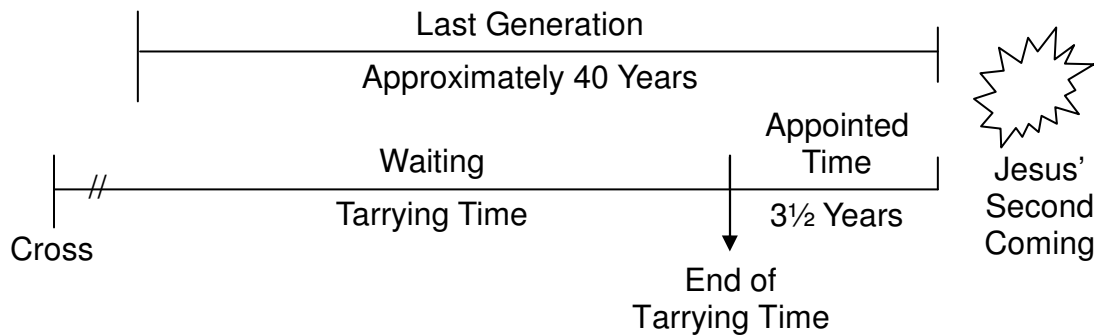 Last Generation
Approximately 40 Years
Waiting
Tarrying Time
Appointed
Time
3½ Years
Cross
End of
Tarrying Time
Jesus’
Second
Coming